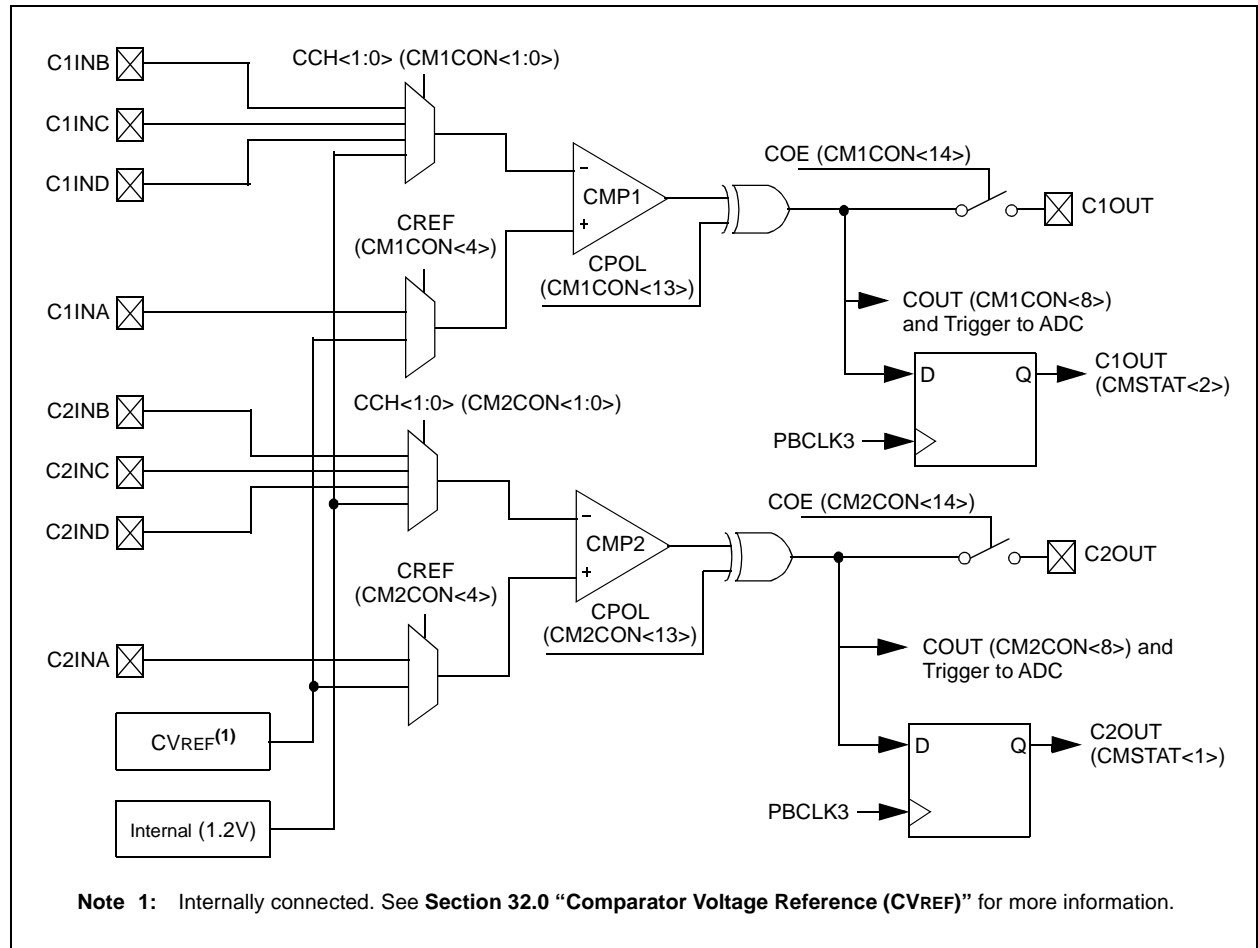 C1INB
CCH<1:0> (CM1CON<1:0>)
C1INC
COE (CM1CON<14>)
C1IND
-
CMP1
+
C1OUT
CREF
(CM1CON<4>)
CPOL
(CM1CON<13>)
C1INA
COUT (CM1CON<8>)
and Trigger to ADC
D
Q
C1OUT
(CMSTAT<2>)
PBCLK3
C2INB
CCH<1:0> (CM2CON<1:0>)
C2INC
COE (CM2CON<14>)
C2IND
-
CMP2
+
C2OUT
CREF
(CM2CON<4>)
CPOL
(CM2CON<13>)
C2INA
COUT (CM2CON<8>) and
Trigger to ADC
CVREF(1)
D
Q
C2OUT
(CMSTAT<1>)
PBCLK3
Internal (1.2V)
Note 1: Internally connected. See Section 32.0 “Comparator Voltage Reference (CVREF)” for more information.